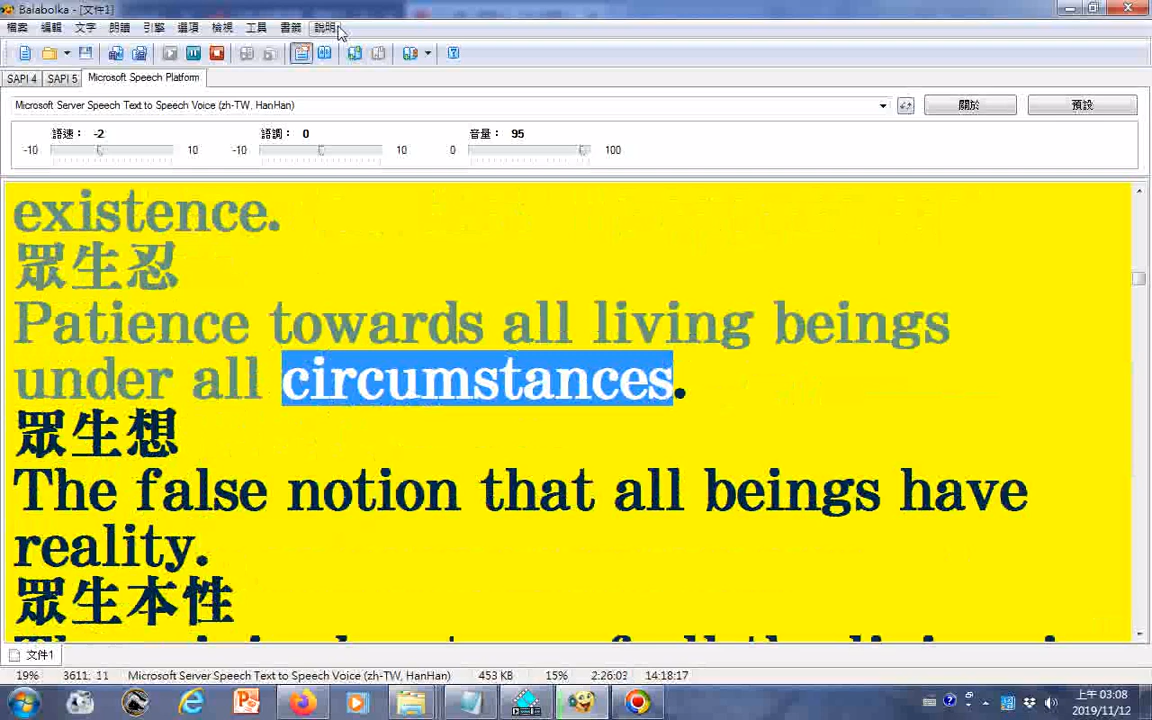 Balabolka - [文件1]
檔案 編輯 文字 朗讀 引擎 選項 檢視 工具 書籤 說明
SAPI 4 SAPI 5 Microsoft Speech Platform
Microsoft Server Speech Text to Speech Voice (zh-TW, HanHan) 關於 預設
語速： -2 語調： 0 音量： 95
-10 10 -10 10 0 100
existence.
眾生忍
Patience towards all living beings
under all circumstances.
眾生想
The false notion that all beings have
reality.
眾生本性
文件1
19% 3611: 11 Microsoft Server Speech Text to Speech Voice (zh-TW, HanHan) 453 KB 15% 2:26:03 14:18:17
上午 03:08
2019/11/12